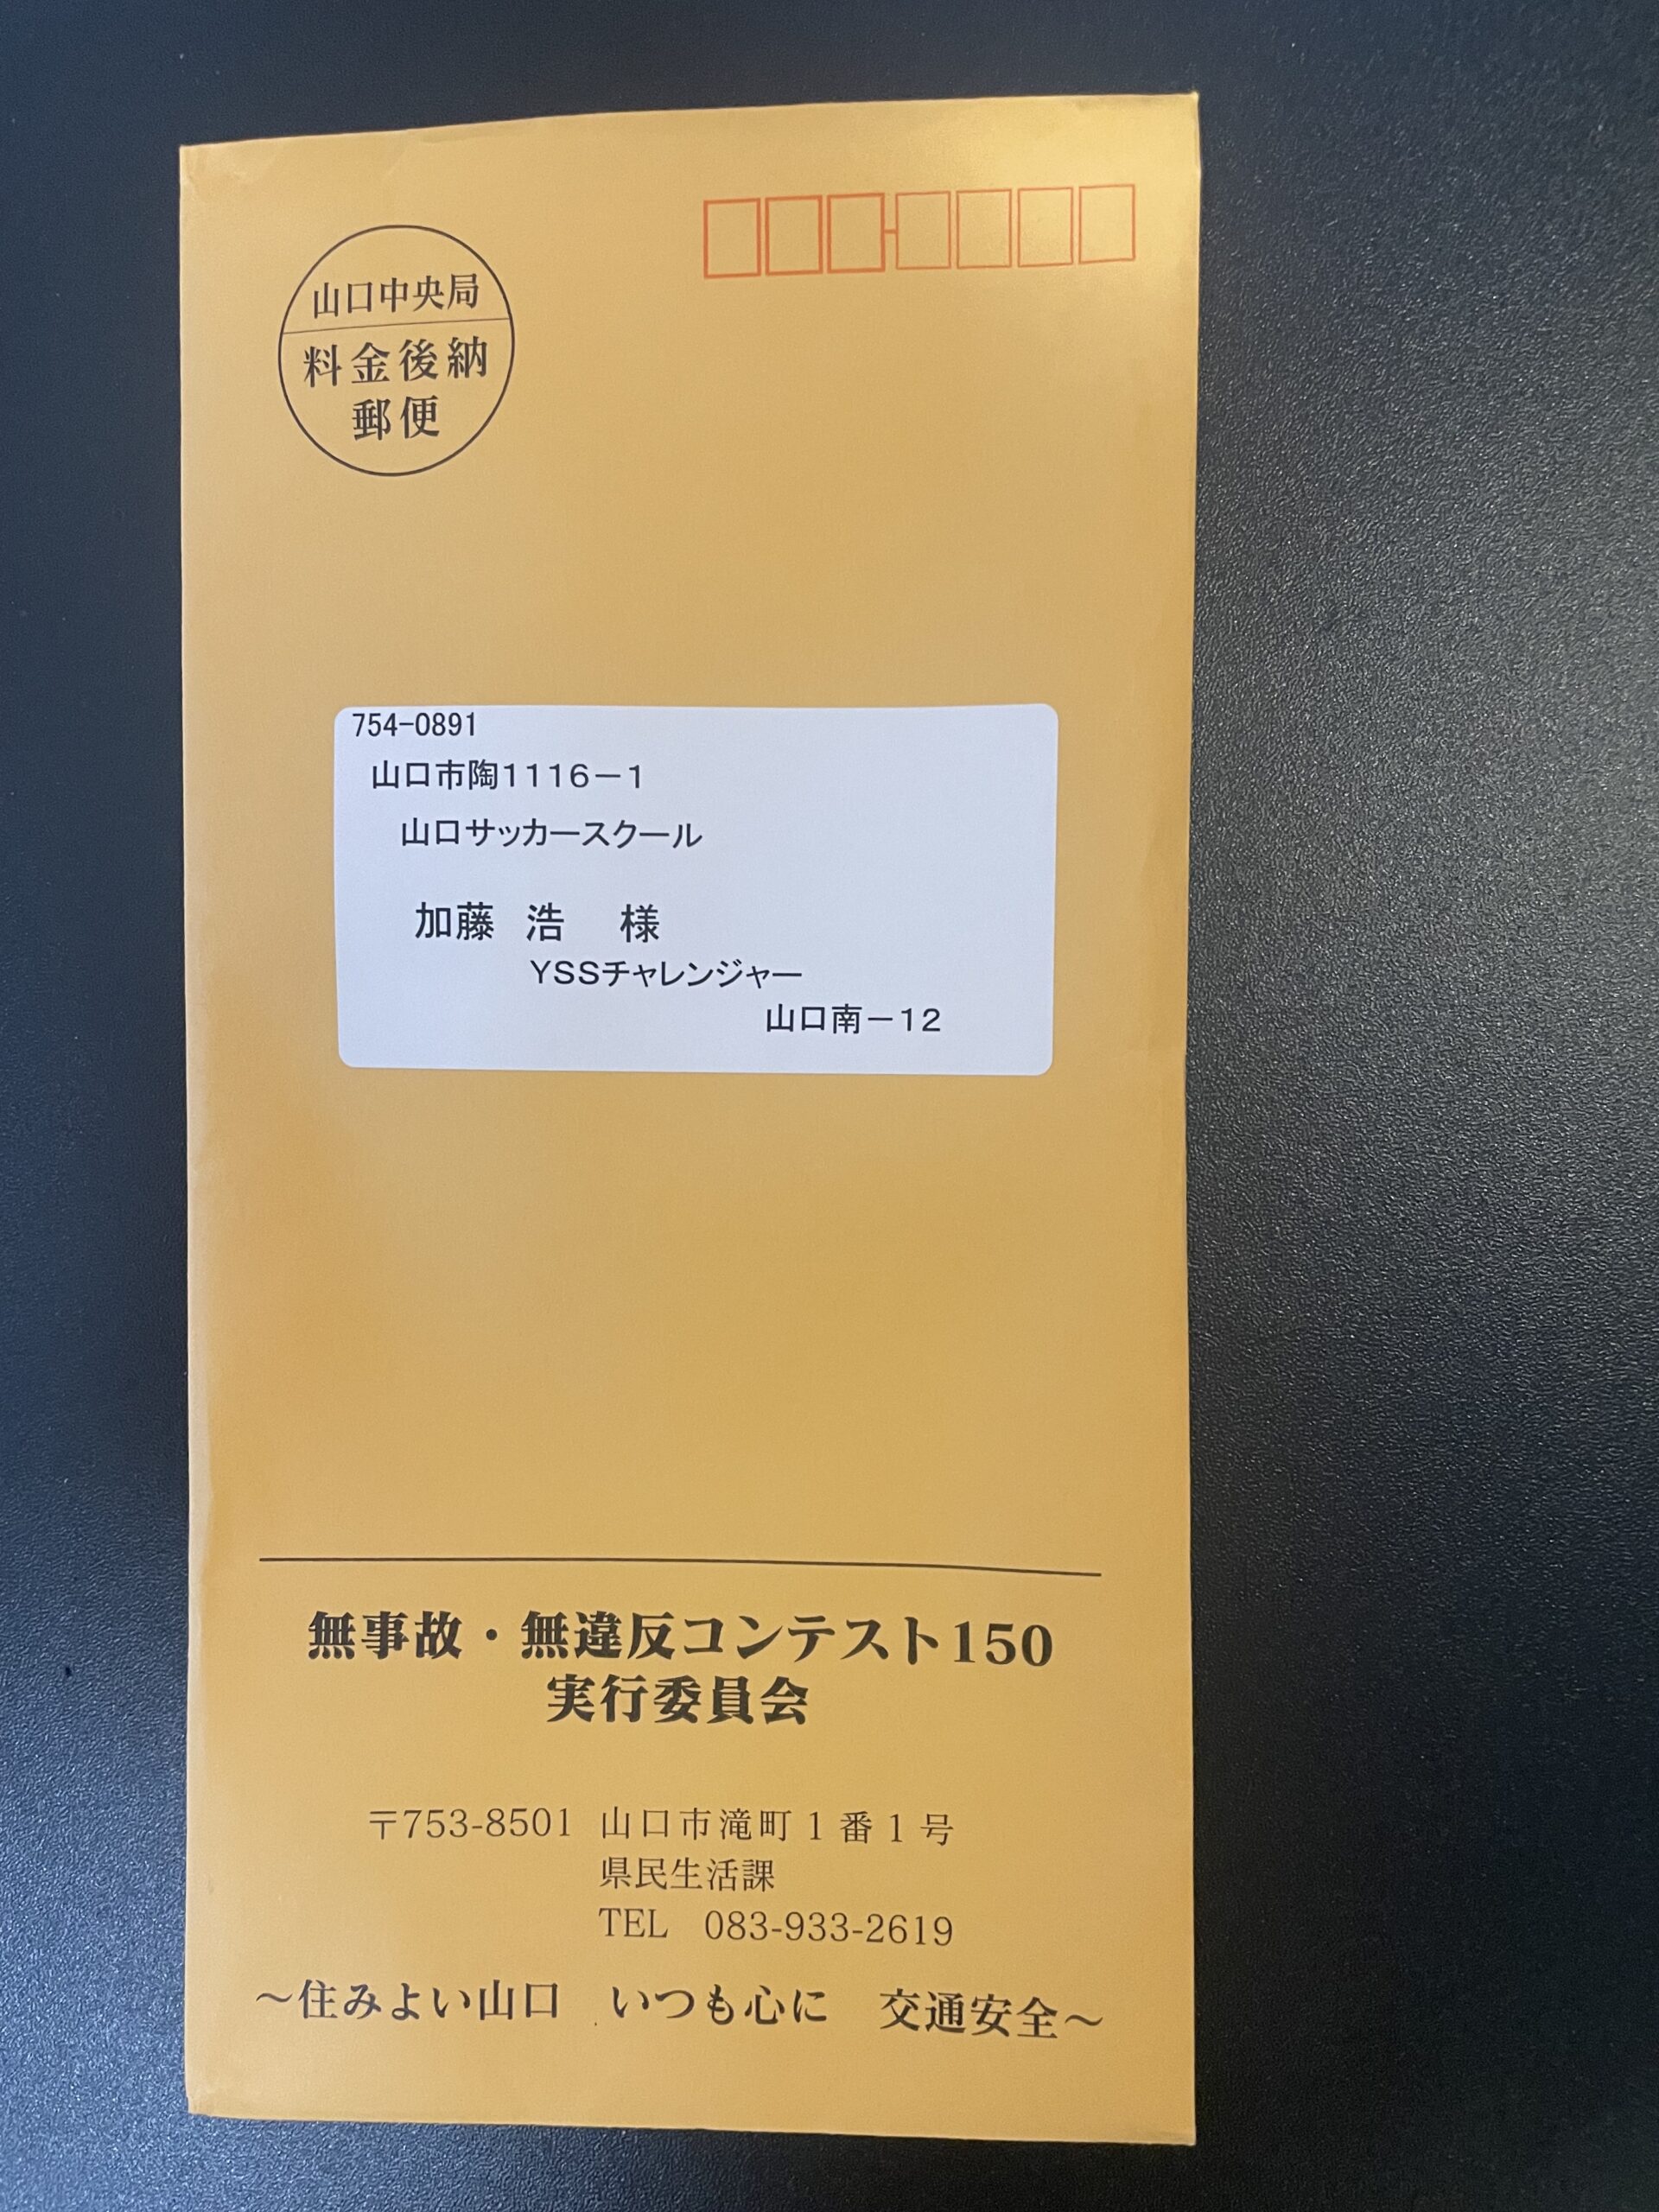 山口中央局
料金後納
郵便
754-0891
山口市陶1116－1
山口サッカースクール
加藤 浩 様
YSSチャレンジャー
山口南－12
無事故・無違反コンテスト150
実行委員会
〒753-8501 山口市滝町1番1号
県民生活課
TEL 083-933-2619
～住みよい山口 いつも心に 交通安全～